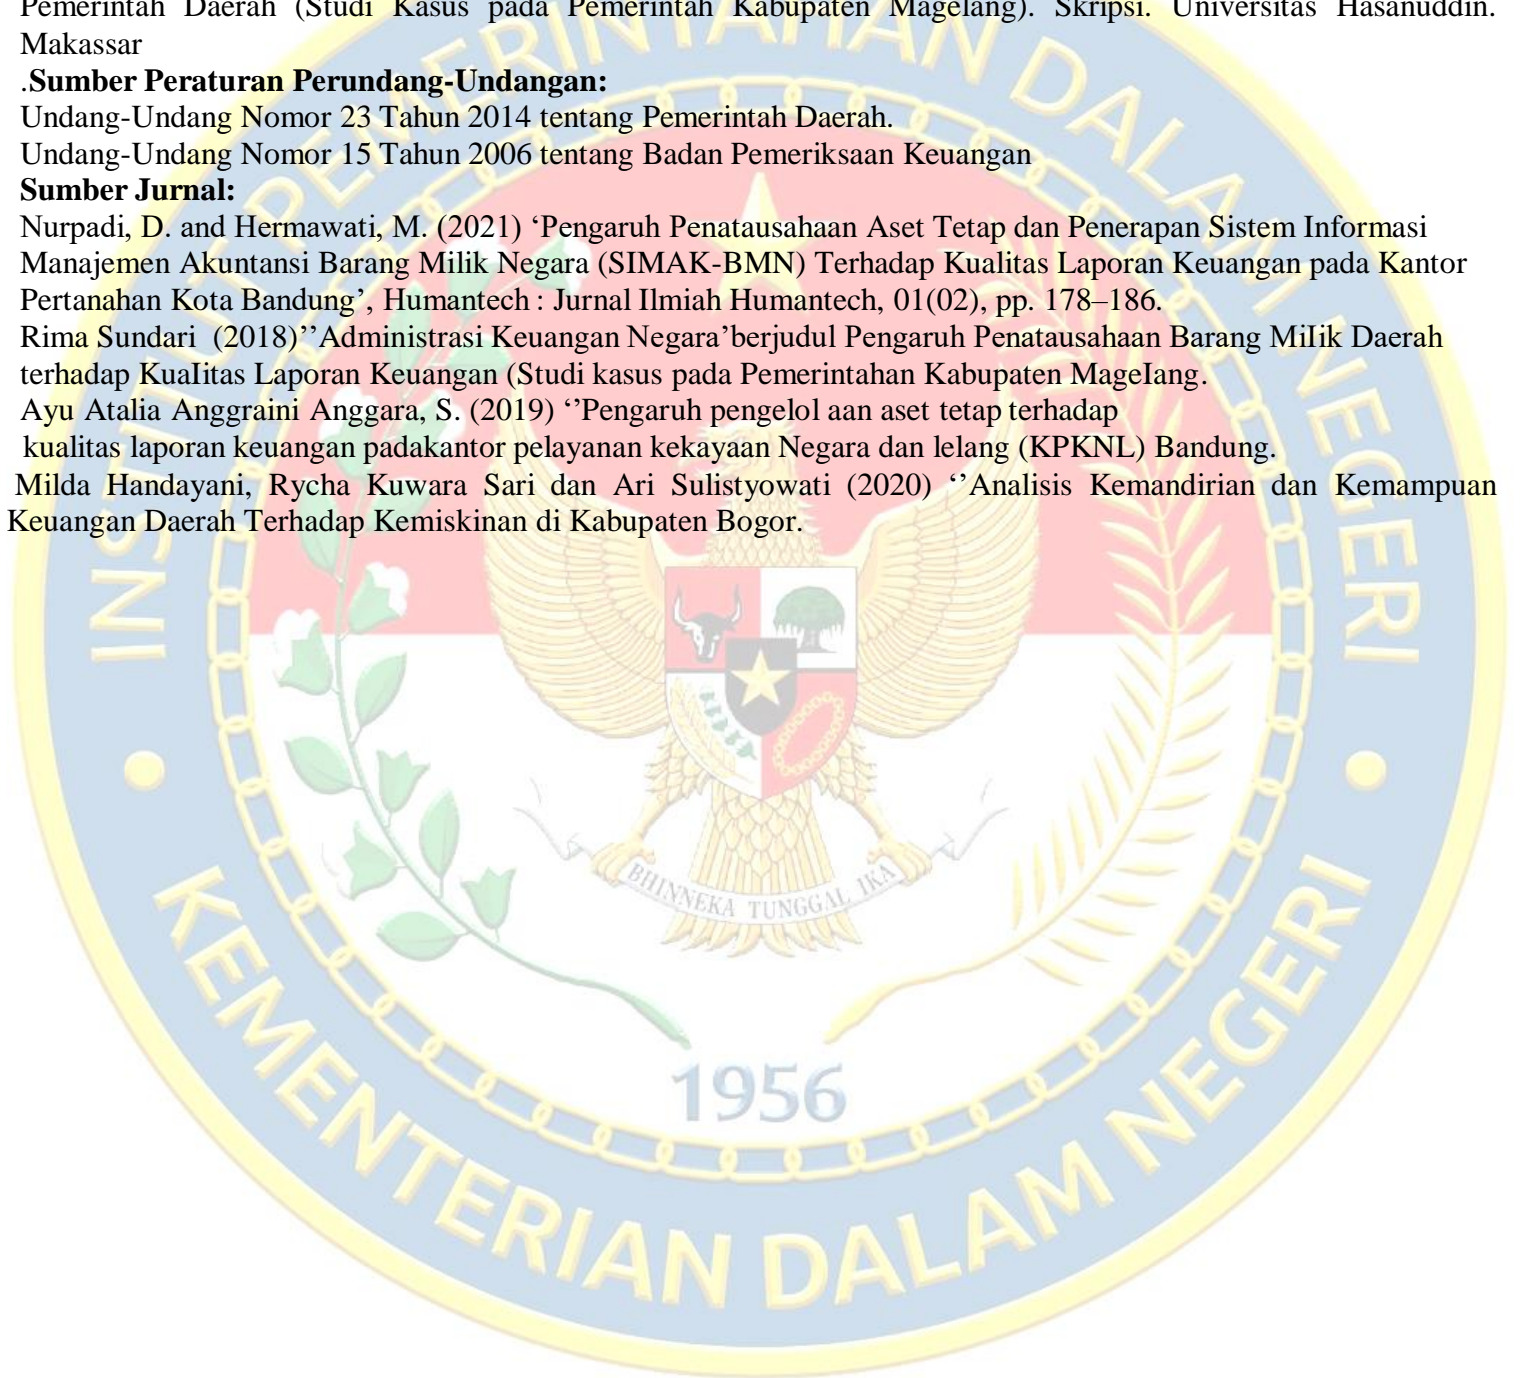 Pemerintah Daerah (Studi Kasus pada Pemerintah Kabupaten Magelang). Skripsi. Universitas Hasanuddin.
Makassar
.Sumber Peraturan Perundang-Undangan:
Undang-Undang Nomor 23 Tahun 2014 tentang Pemerintah Daerah.
Undang-Undang Nomor 15 Tahun 2006 tentang Badan Pemeriksaan Keuangan
Sumber Jurnal:
Nurpadi, D. and Hermawati, M. (2021) ‘Pengaruh Penatausahaan Aset Tetap dan Penerapan Sistem Informasi
Manajemen Akuntansi Barang Milik Negara (SIMAK-BMN) Terhadap Kualitas Laporan Keuangan pada Kantor
Pertanahan Kota Bandung’, Humantech : Jurnal Ilmiah Humantech, 01(02), pp. 178–186.
Rima Sundari (2018)’’Administrasi Keuangan Negara’berjudul Pengaruh Penatausahaan Barang MiIik Daerah
terhadap KuaIitas Laporan Keuangan (Studi kasus pada Pemerintahan Kabupaten MageIang.
Ayu Atalia Anggraini Anggara, S. (2019) ‘’Pengaruh pengelol aan aset tetap terhadap
kualitas laporan keuangan padakantor pelayanan kekayaan Negara dan lelang (KPKNL) Bandung.
Milda Handayani, Rycha Kuwara Sari dan Ari Sulistyowati (2020) ‘’Analisis Kemandirian dan Kemampuan
Keuangan Daerah Terhadap Kemiskinan di Kabupaten Bogor.
INSTITUT PEMERINTAHAN DALAM NEGERI
BHINNEKA TUNGGAL IKA
1956
KEMENTERIAN DALAM NEGERI